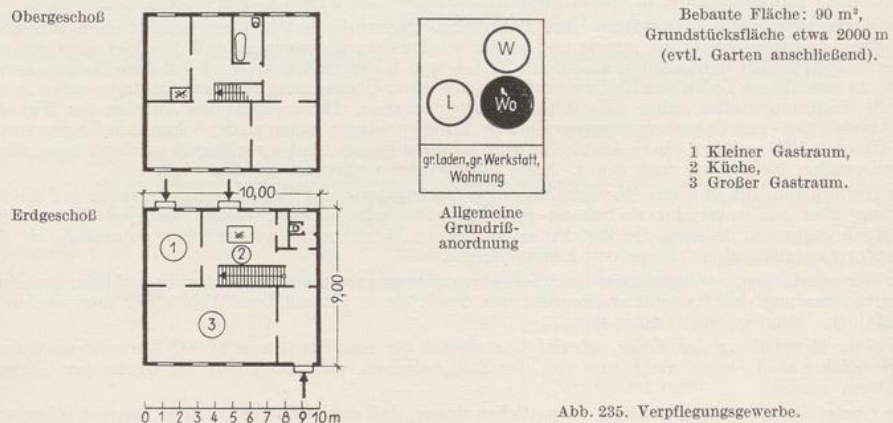 Obergeschoß
W
L
Wo
gr.Laden,gr.Werkstatt,
Wohnung
Allgemeine
Grundriß-
anordnung
Bebaute Fläche: 90 m²,
Grundstücksfläche etwa 2000 m
(evtl. Garten anschließend).
1 Kleiner Gastraum,
2 Küche,
3 Großer Gastraum.
10,00
Erdgeschoß
1
2
3
9,00
0 1 2 3 4 5 6 7 8 9 10 m
Abb. 235. Verpflegungsgewerbe.